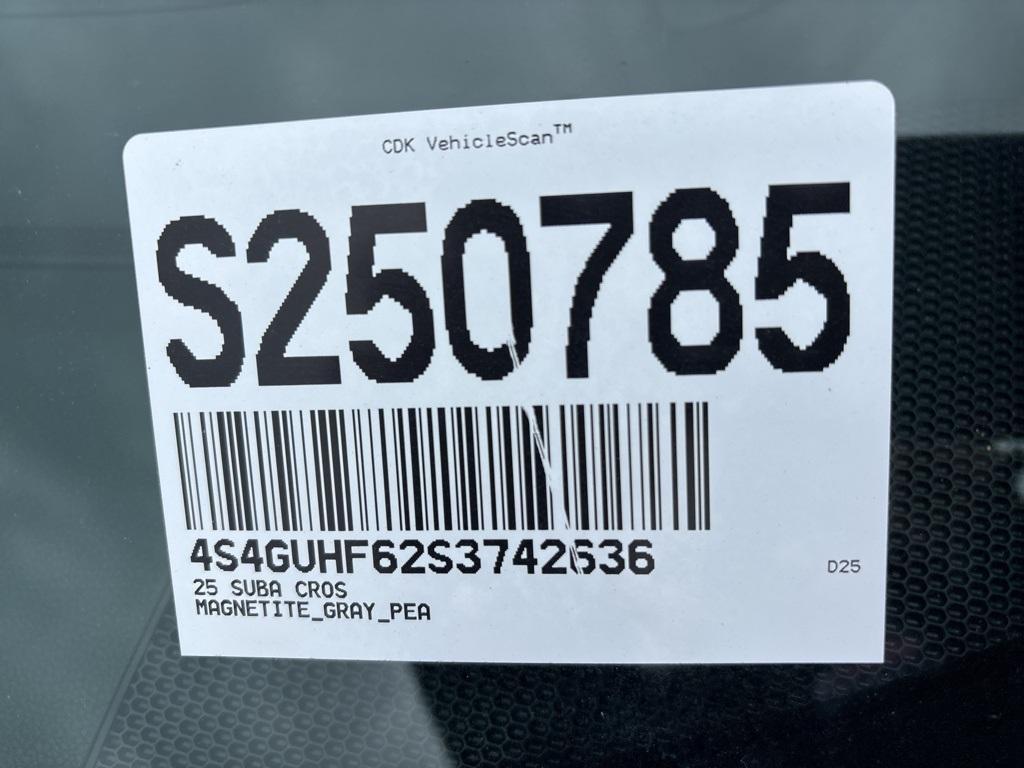 CDK VehicleScan™
S250785
4S4GUHF62S3742636
D25
25 SUBA CROS
MAGNETITE_GRAY_PEA